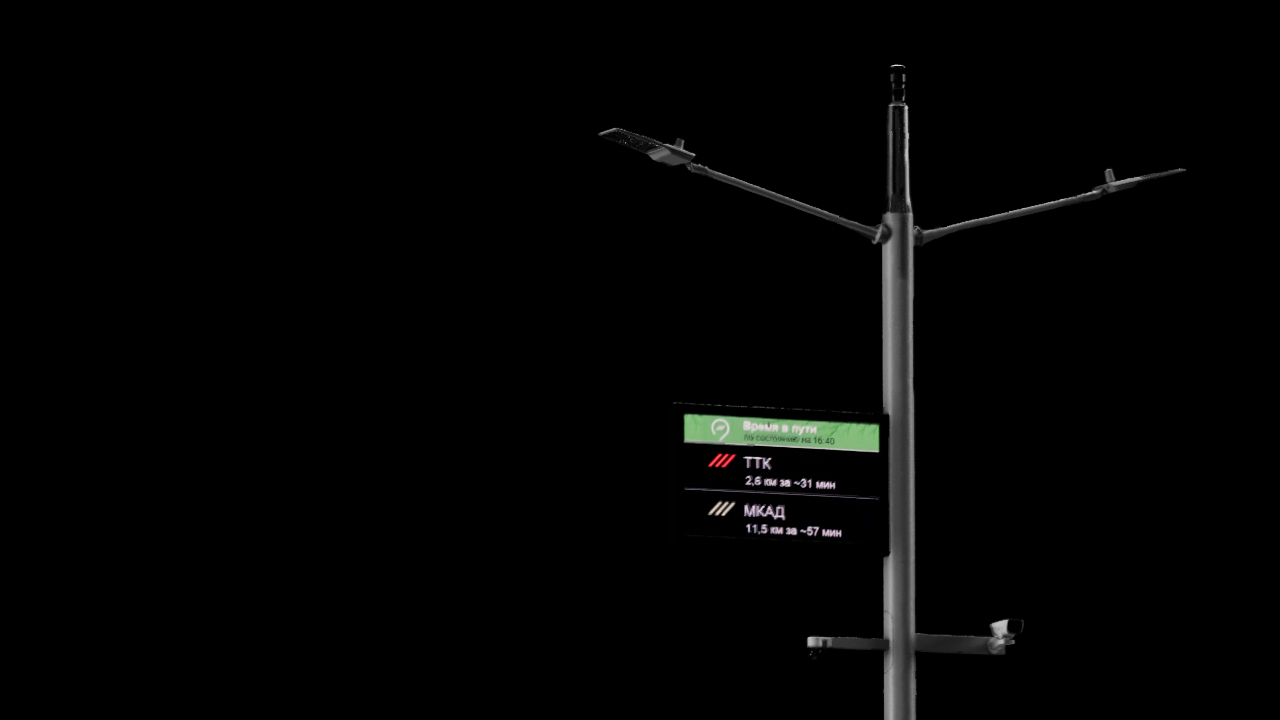 Время в пути
по состоянию на 16:40
ТТК
2,6 км за ~31 мин
МКАД
11,5 км за ~57 мин